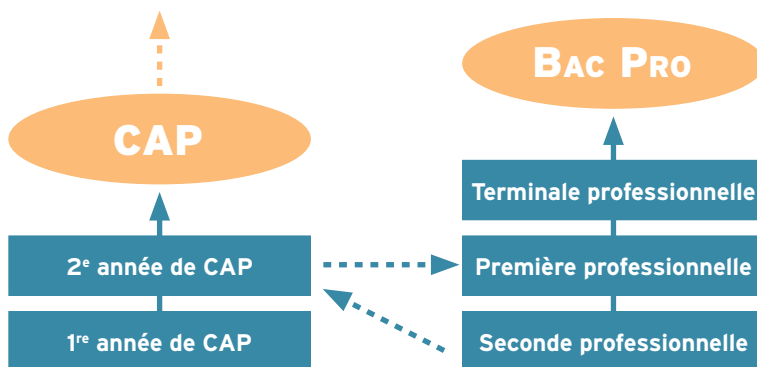 CAP
2e année de CAP
1re année de CAP
BAC PRO
Terminale professionnelle
Première professionnelle
Seconde professionnelle